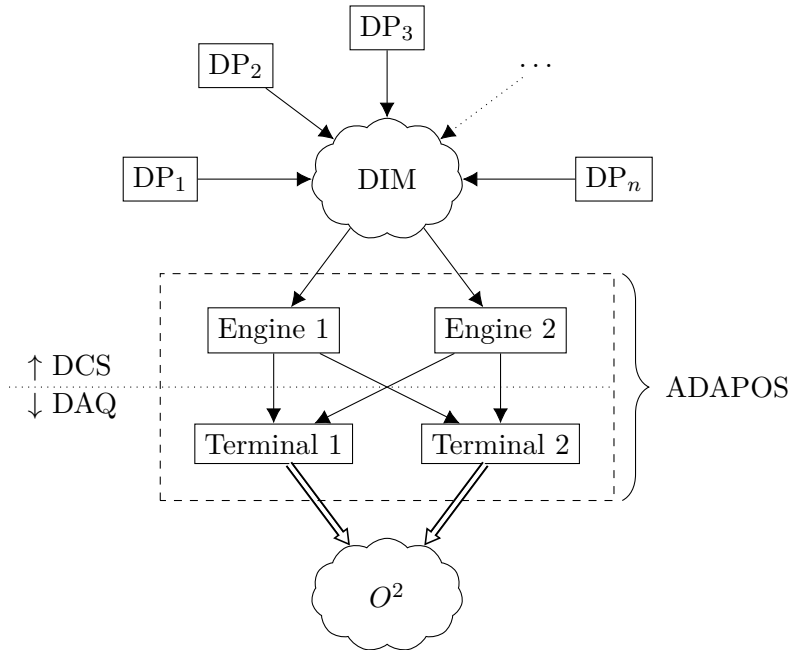 DP₃
DP₂
...
DP₁
DIM
DPₙ
Engine 1
Engine 2
↑ DCS
↓ DAQ
ADAPOS
Terminal 1
Terminal 2
O²